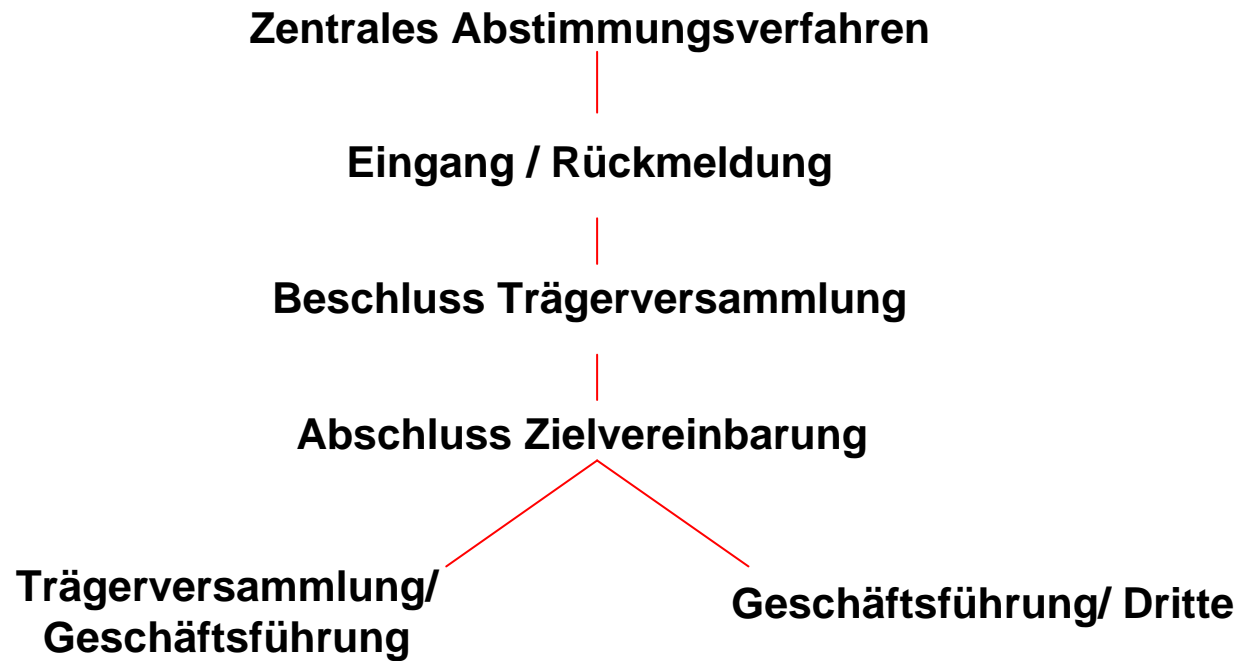 Zentrales Abstimmungsverfahren
Eingang / Rückmeldung
Beschluss Trägerversammlung
Abschluss Zielvereinbarung
Trägerversammlung/
Geschäftsführung
Geschäftsführung/ Dritte